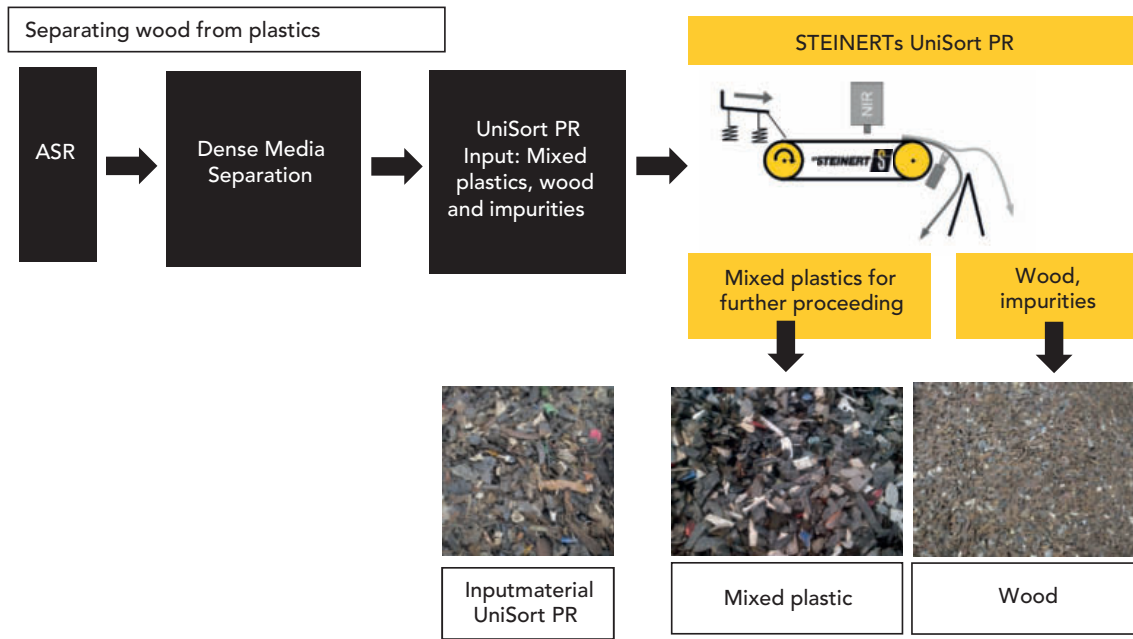 Separating wood from plastics
STEINERTs UniSort PR
ASR
Dense Media
Separation
UniSort PR
Input: Mixed
plastics, wood
and impurities
NIR
STEINERT
Mixed plastics for
further proceeding
Wood,
impurities
Inputmaterial
UniSort PR
Mixed plastic
Wood